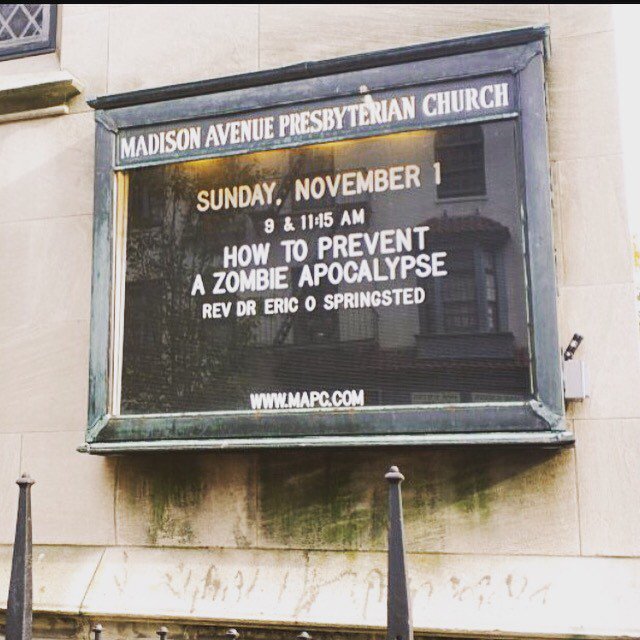 MADISON AVENUE PRESBYTERIAN CHURCH
SUNDAY, NOVEMBER 1
9 & 11:15 AM
HOW TO PREVENT
A ZOMBIE APOCALYPSE
REV DR ERIC O SPRINGSTED
WWW.MAPC.COM